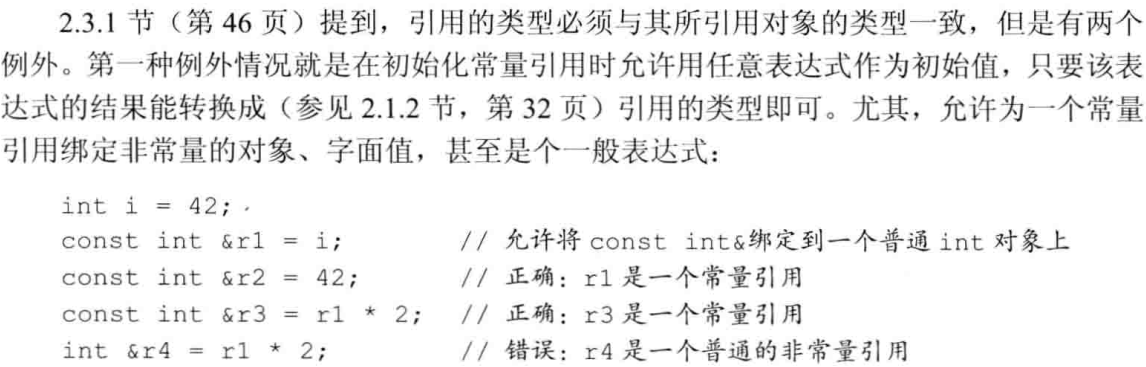 2.3.1 节（第 46 页）提到，引用的类型必须与其所引用对象的类型一致，但是有两个
例外。第一种例外情况就是在初始化常量引用时允许用任意表达式作为初始值，只要该表
达式的结果能转换成（参见 2.1.2 节，第 32 页）引用的类型即可。尤其，允许为一个常量
引用绑定非常量的对象、字面值，甚至是个一般表达式：
int i = 42;
const int &r1 = i; // 允许将 const int&绑定到一个普通 int 对象上
const int &r2 = 42; // 正确：r1 是一个常量引用
const int &r3 = r1 * 2; // 正确：r3 是一个常量引用
int &r4 = r1 * 2; // 错误：r4 是一个普通的非常量引用